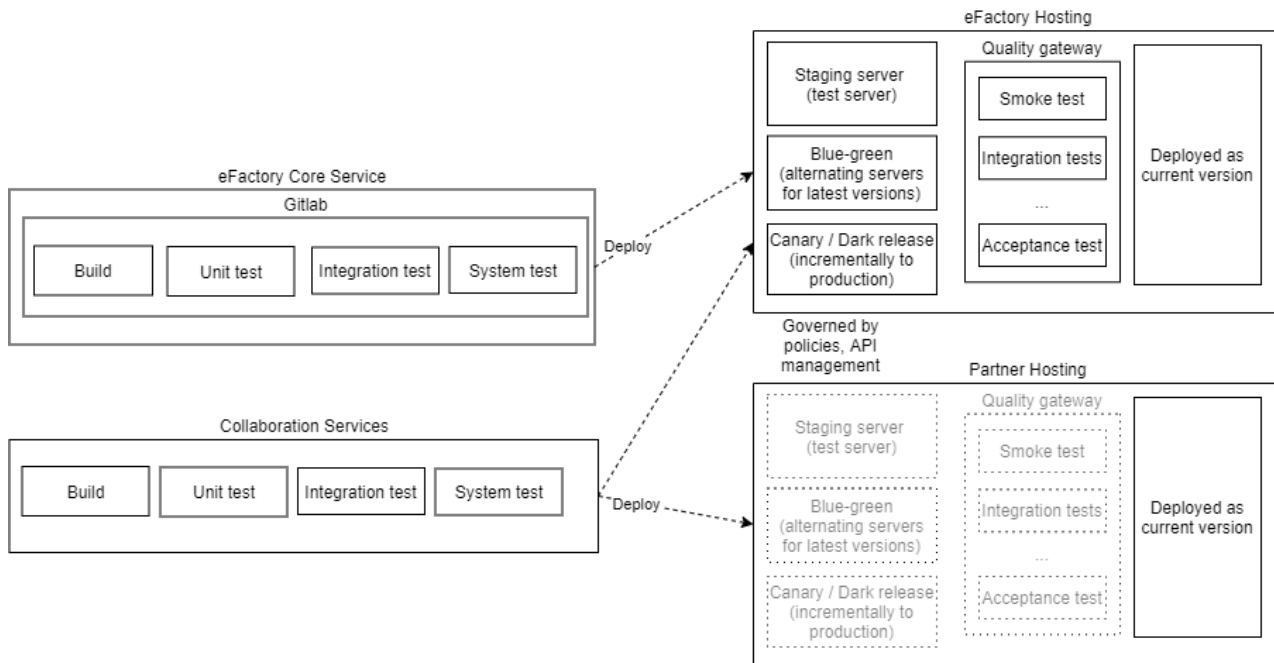 eFactory Hosting
Staging server
(test server)
Blue-green
(alternating servers
for latest versions)
Canary / Dark release
(incrementally to
production)
Quality gateway
Smoke test
Integration tests
...
Acceptance test
Deployed as
current version
eFactory Core Service
Gitlab
Build
Unit test
Integration test
System test
Deploy
Governed by
policies, API
management
Collaboration Services
Build
Unit test
Integration test
System test
Deploy
Partner Hosting
Staging server
(test server)
Blue-green
(alternating servers
for latest versions)
Canary / Dark release
(incrementally to
production)
Quality gateway
Smoke test
Integration tests
...
Acceptance test
Deployed as
current version